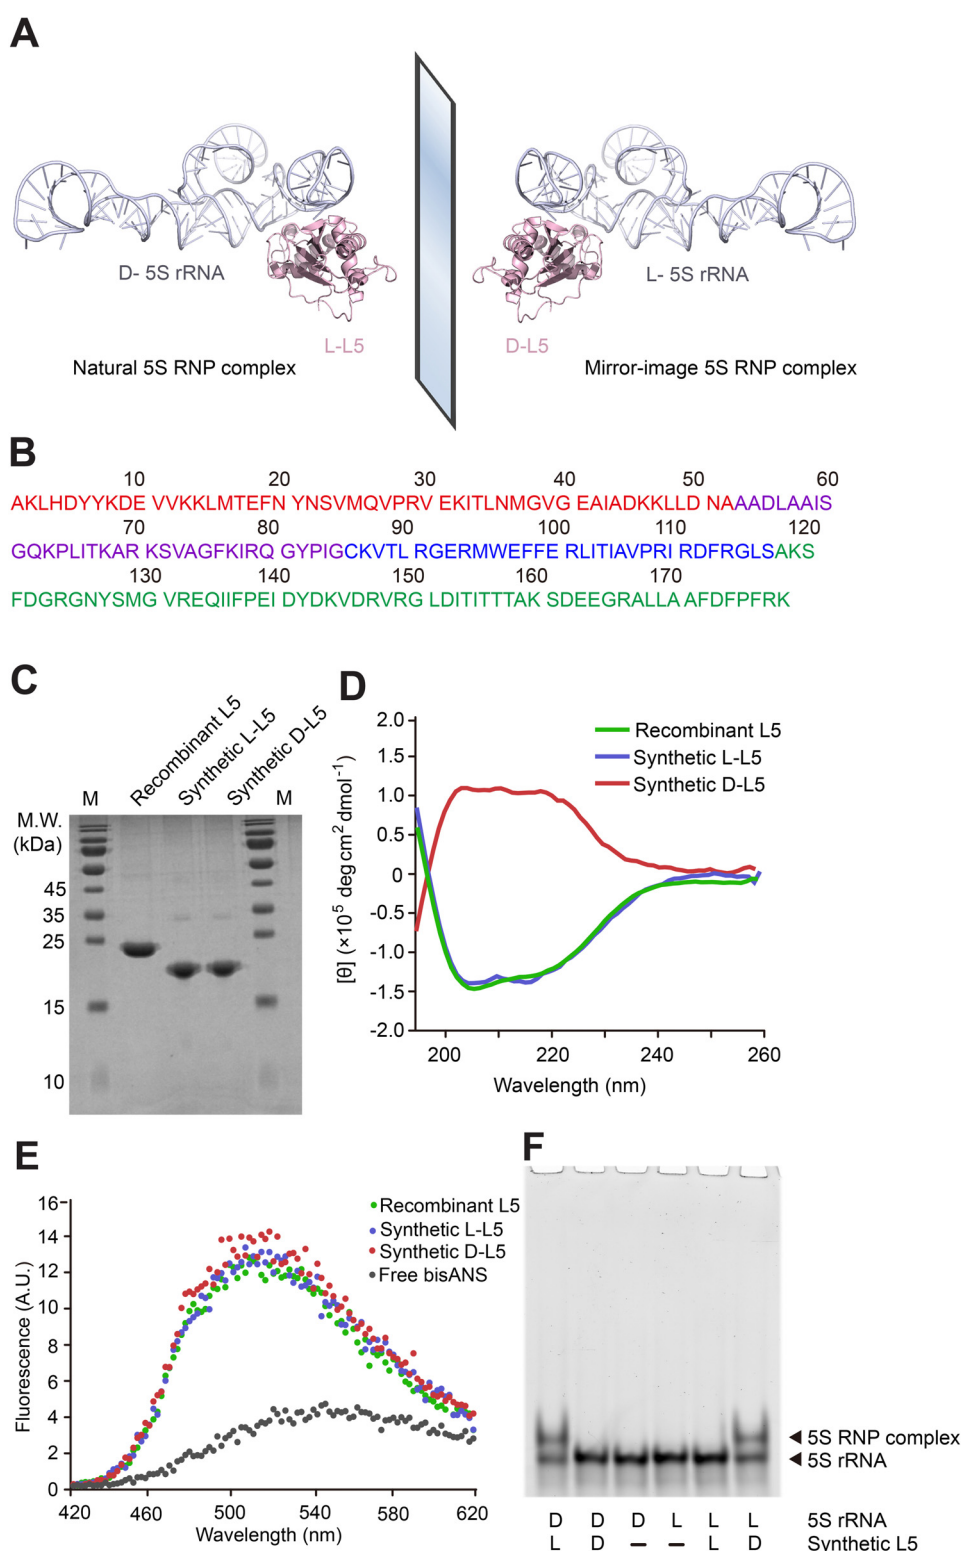 A
D- 5S rRNA
L- 5S rRNA
L-L5
D-L5
Natural 5S RNP complex
Mirror-image 5S RNP complex
B
10 20 30 40 50 60
AKLHDYYKDE VVKKLMTEFN YNSVMQVPRV EKITLNMGVG EAIADKKLLD NAAADLAAIS
70 80 90 100 110 120
GQKPLITKAR KSVAGFKIRQ GYPIGCKVTL RGERMWEFFE RLITIAVPRI RDFRGLSAKS
130 140 150 160 170
FDGRGNYSMG VREQIIFPEI DYDKVDRVRG LDITITTTAK SDEEGRALLA AFDFPFRK
C
M
Recombinant L5
Synthetic L-L5
Synthetic D-L5
M
M.W.
(kDa)
45
35
25
15
10
D
[θ] (×10⁵ deg cm² dmol⁻¹)
2.0
1.5
1.0
0.5
0
-0.5
-1.0
-1.5
-2.0
Recombinant L5
Synthetic L-L5
Synthetic D-L5
200 220 240 260
Wavelength (nm)
E
Fluorescence (A.U.)
16
14
12
10
8
6
4
2
0
Recombinant L5
Synthetic L-L5
Synthetic D-L5
Free bisANS
420 460 500 540 580 620
Wavelength (nm)
F
5S RNP complex
5S rRNA
D D D L L L 5S rRNA
L D – – L D Synthetic L5